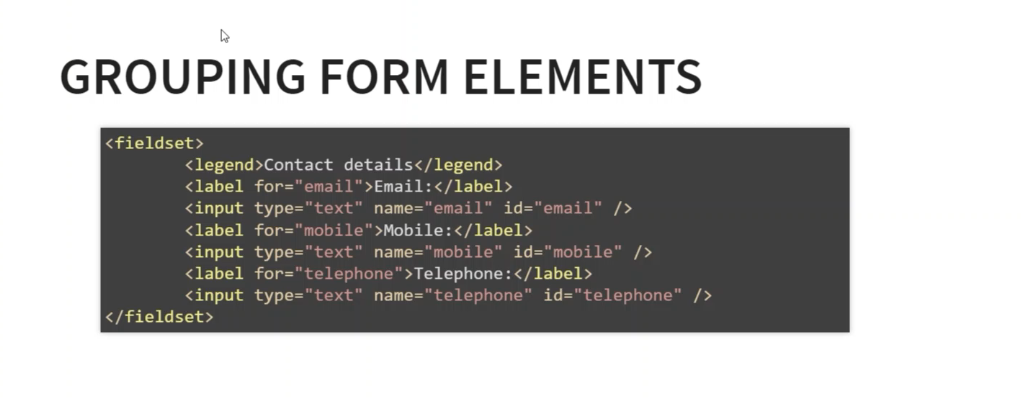 GROUPING FORM ELEMENTS
<fieldset>
<legend>Contact details</legend>
<label for="email">Email:</label>
<input type="text" name="email" id="email" />
<label for="mobile">Mobile:</label>
<input type="text" name="mobile" id="mobile" />
<label for="telephone">Telephone:</label>
<input type="text" name="telephone" id="telephone" />
</fieldset>